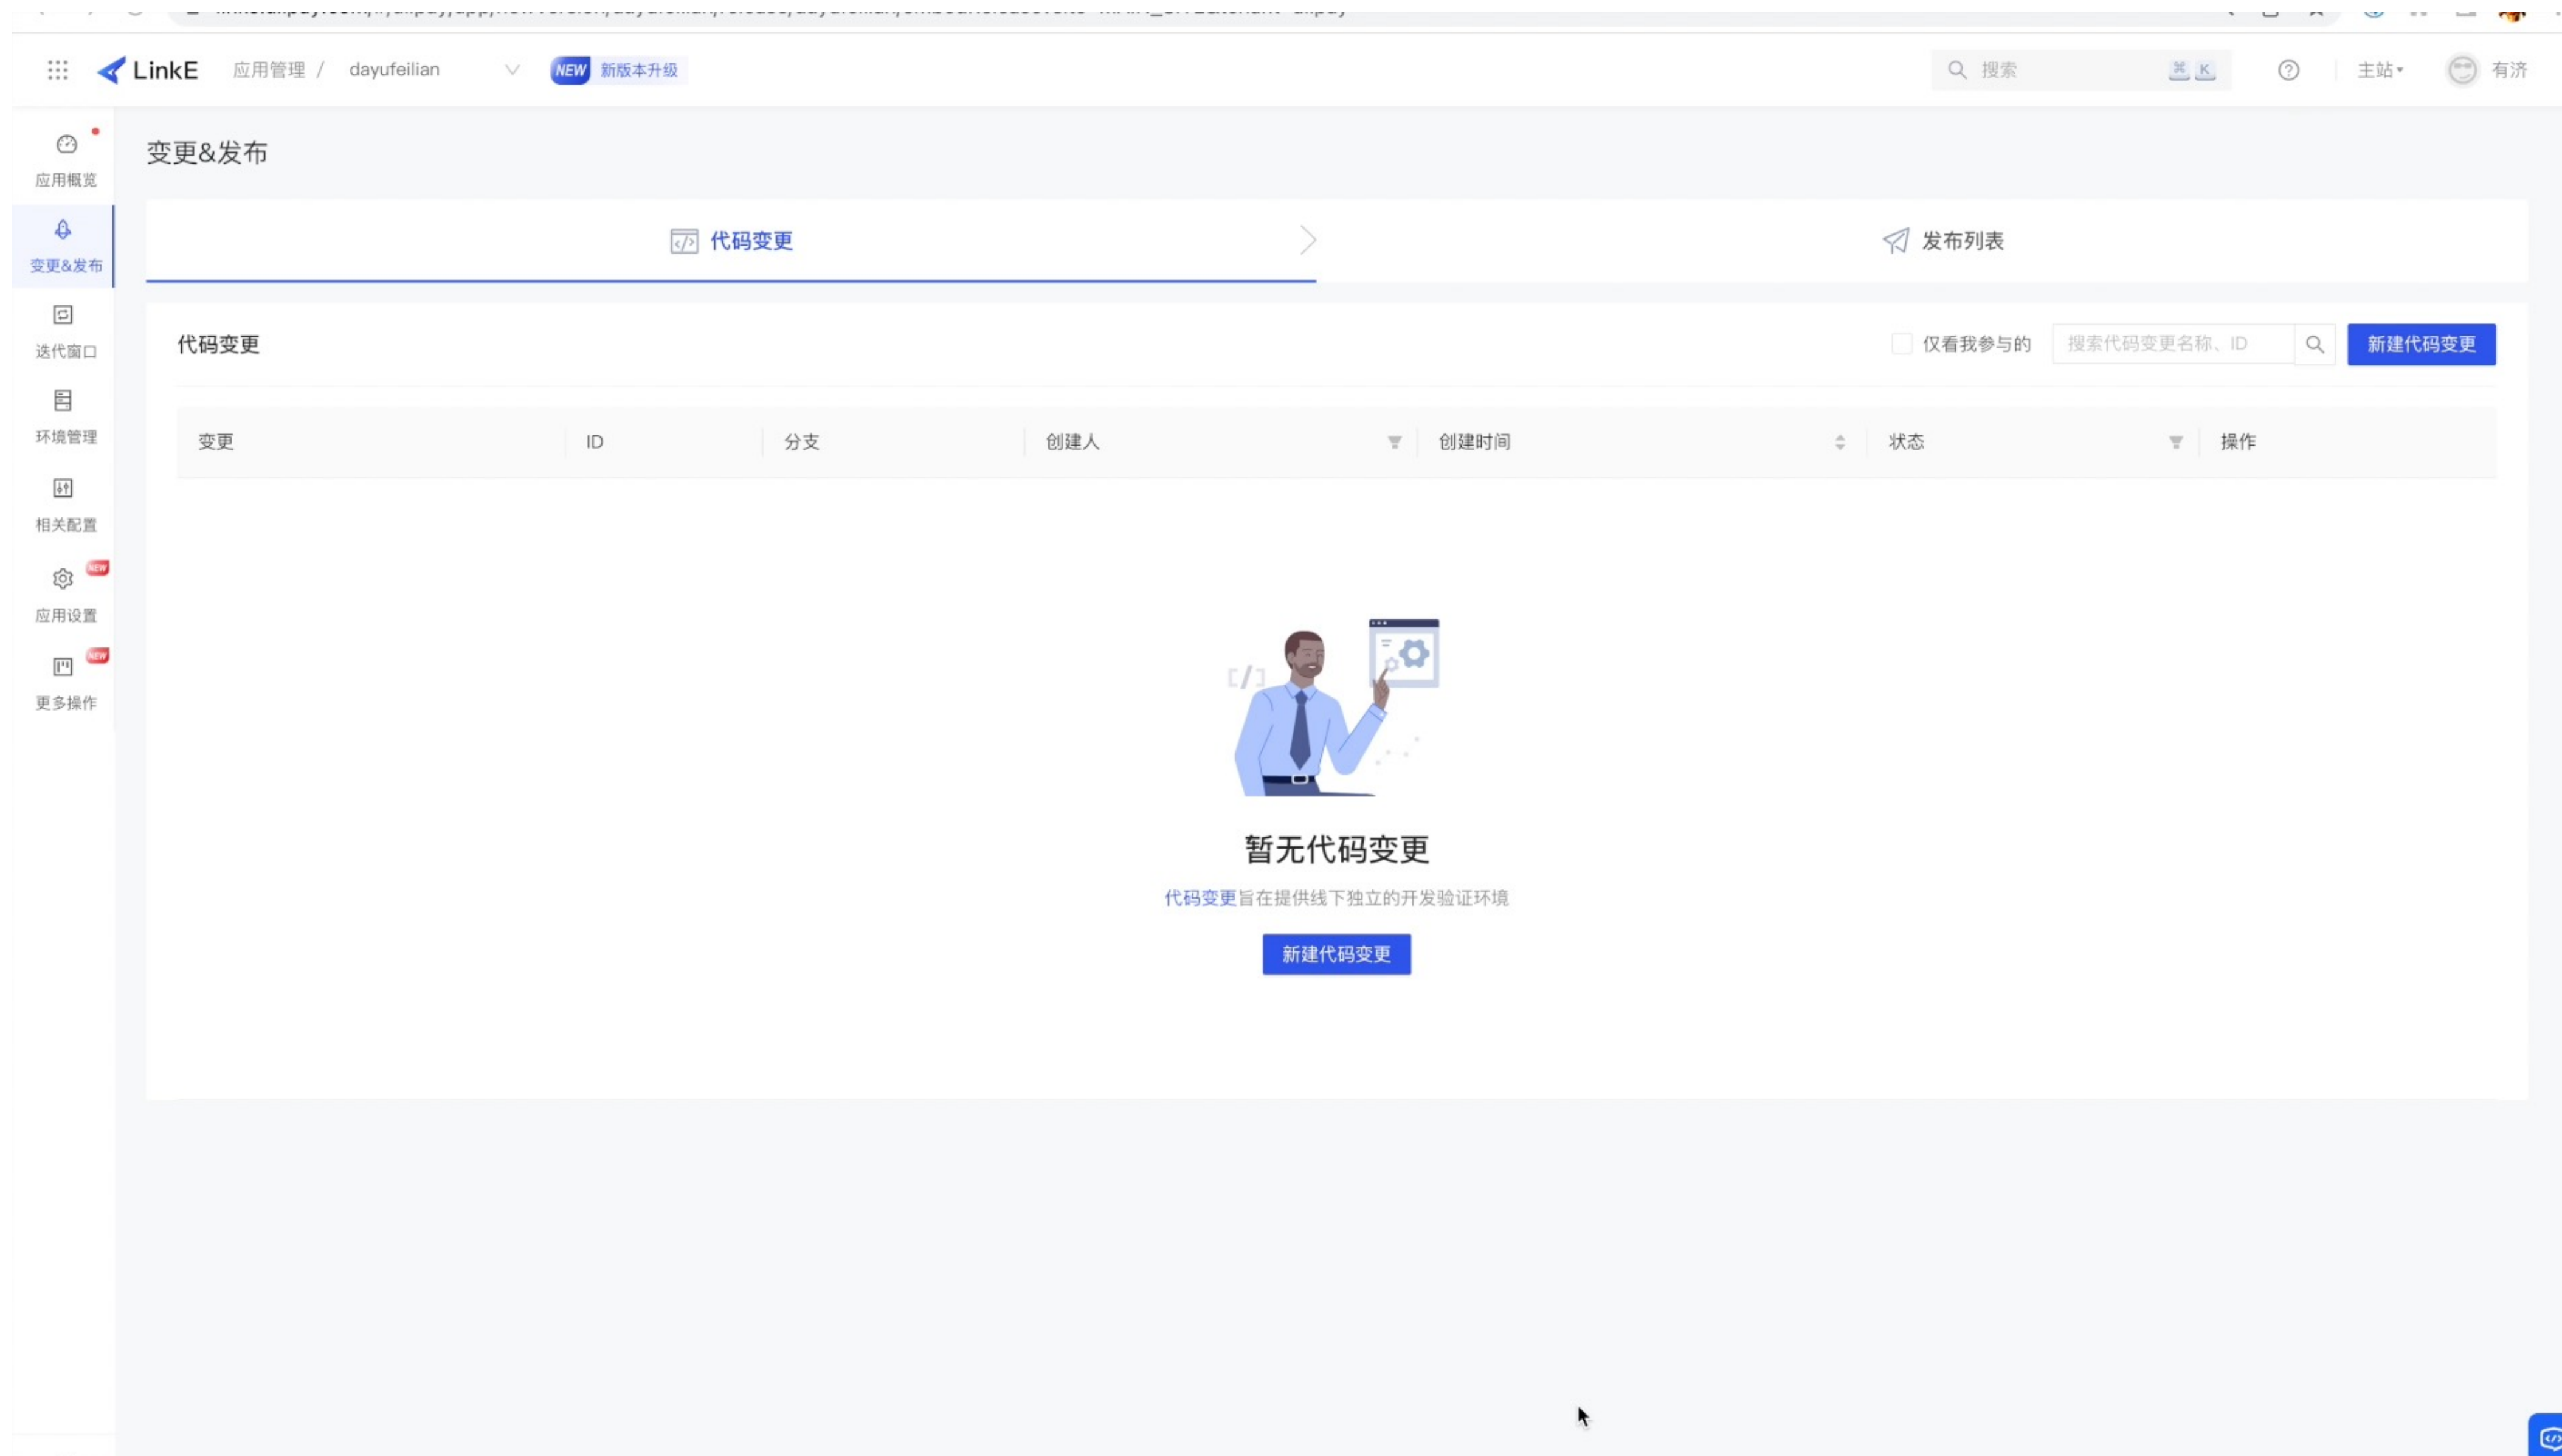 LinkE 应用管理 / dayufeilian NEW 新版本升级 搜索 ⌘ K 主站 有济
应用概览
变更&发布
迭代窗口
环境管理
相关配置
NEW
应用设置
NEW
更多操作
变更&发布
代码变更 发布列表
代码变更 仅看我参与的 搜索代码变更名称、ID 新建代码变更
变更 ID 分支 创建人 创建时间 状态 操作
暂无代码变更
代码变更旨在提供线下独立的开发验证环境
新建代码变更